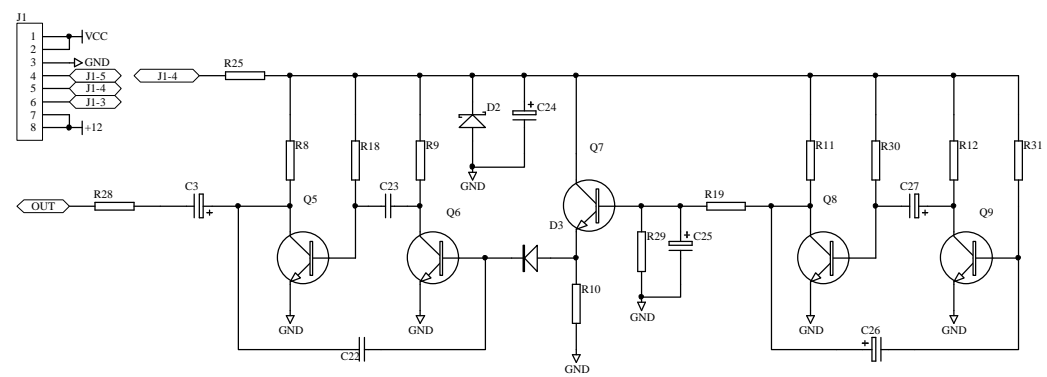 J1
1
VCC
2
3
GND
4
J1-5
5
J1-4
6
J1-3
7
8
+12
J1-4
R25
R8
R18
R9
D2
+
C24
GND
Q7
R11
R30
R12
R31
OUT
R28
C3
+
Q5
C23
Q6
D3
R29
+
C25
R19
Q8
C27
+
Q9
R10
GND
GND
GND
GND
GND
GND
C22
C26
+